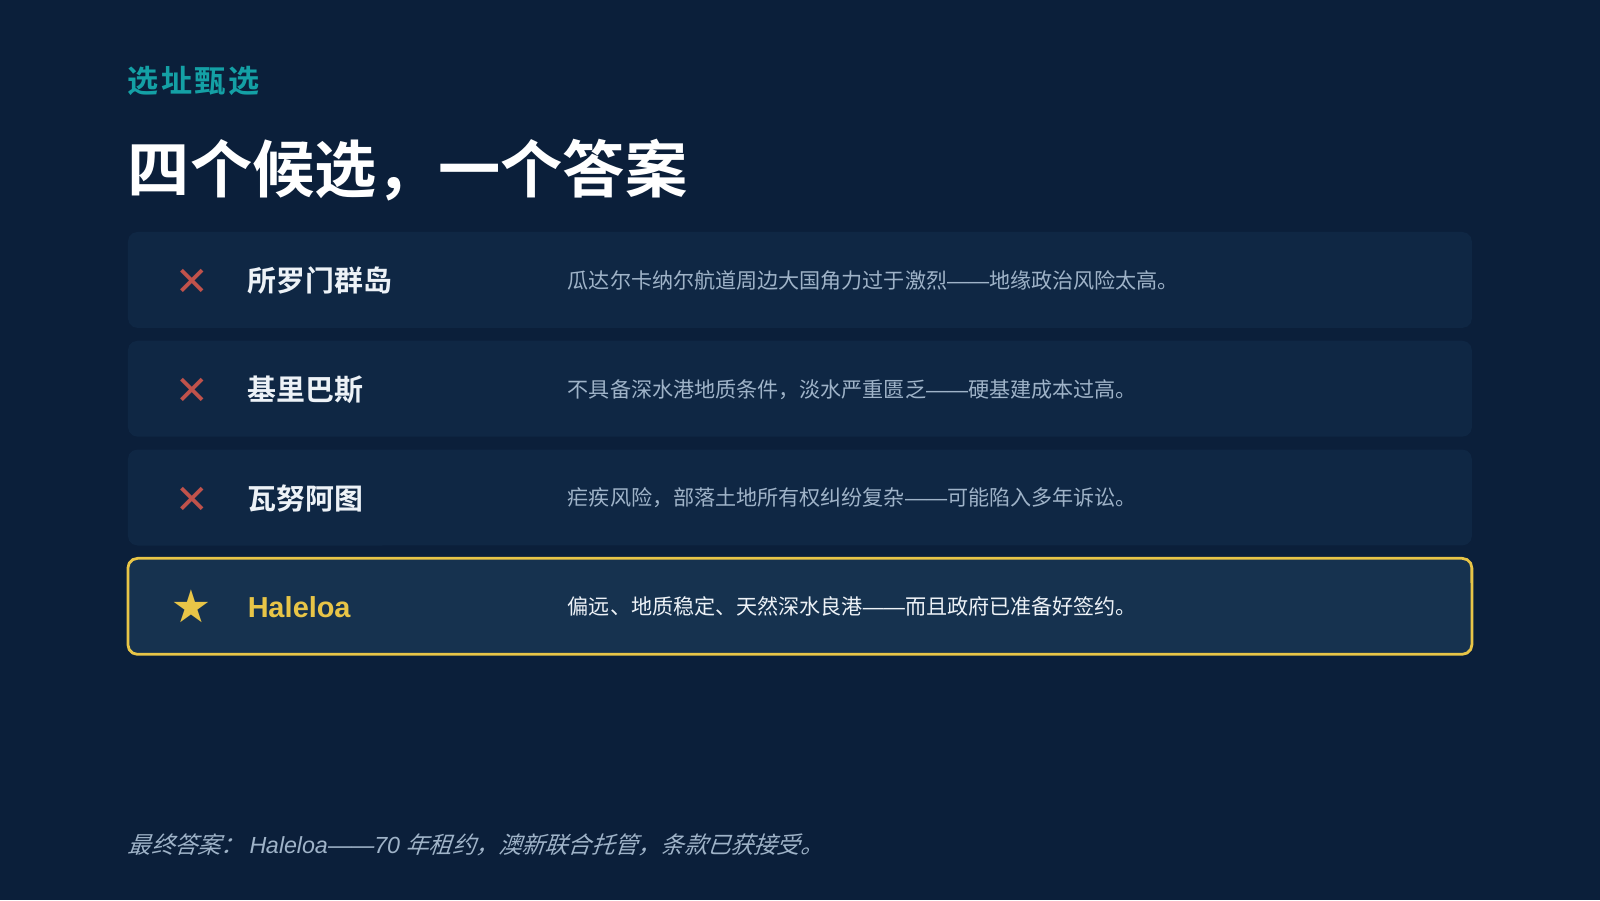 选址甄选
四个候选，一个答案
✕ 所罗门群岛 瓜达尔卡纳尔航道周边大国角力过于激烈——地缘政治风险太高。
✕ 基里巴斯 不具备深水港地质条件，淡水严重匮乏——硬基建成本过高。
✕ 瓦努阿图 疟疾风险，部落土地所有权纠纷复杂——可能陷入多年诉讼。
★ Haleloa 偏远、地质稳定、天然深水良港——而且政府已准备好签约。
最终答案： Haleloa——70 年租约，澳新联合托管，条款已获接受。